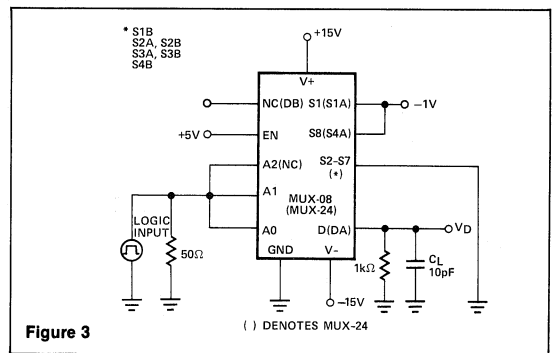 * S1B
S2A, S2B
S3A, S3B
S4B
+15V
V+
NC(DB)
S1(S1A)
−1V
+5V
EN
S8(S4A)
A2(NC)
S2-S7
(*)
A1
MUX-08
(MUX-24)
LOGIC
INPUT
50Ω
A0
D(DA)
VD
GND
V−
1kΩ
CL
10pF
−15V
( ) DENOTES MUX-24
Figure 3